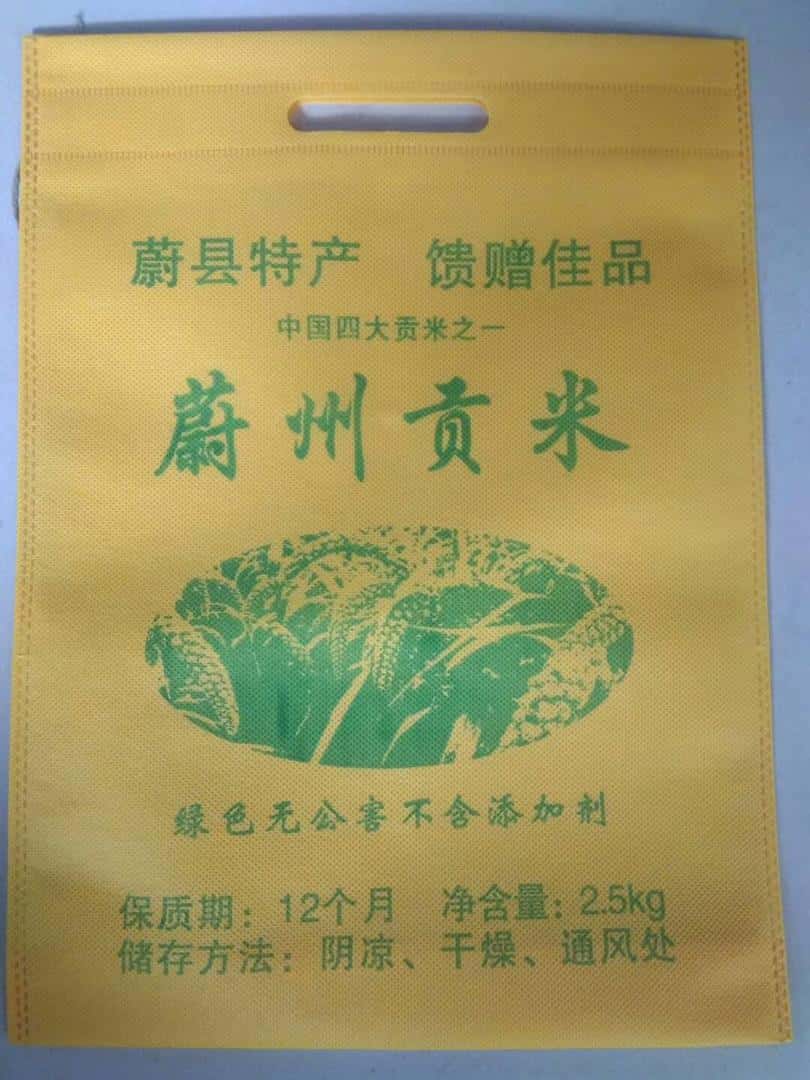 蔚县特产 馈赠佳品
中国四大贡米之一
蔚州贡米
绿色无公害不含添加剂
保质期：12个月 净含量：2.5kg
储存方法：阴凉、干燥、通风处